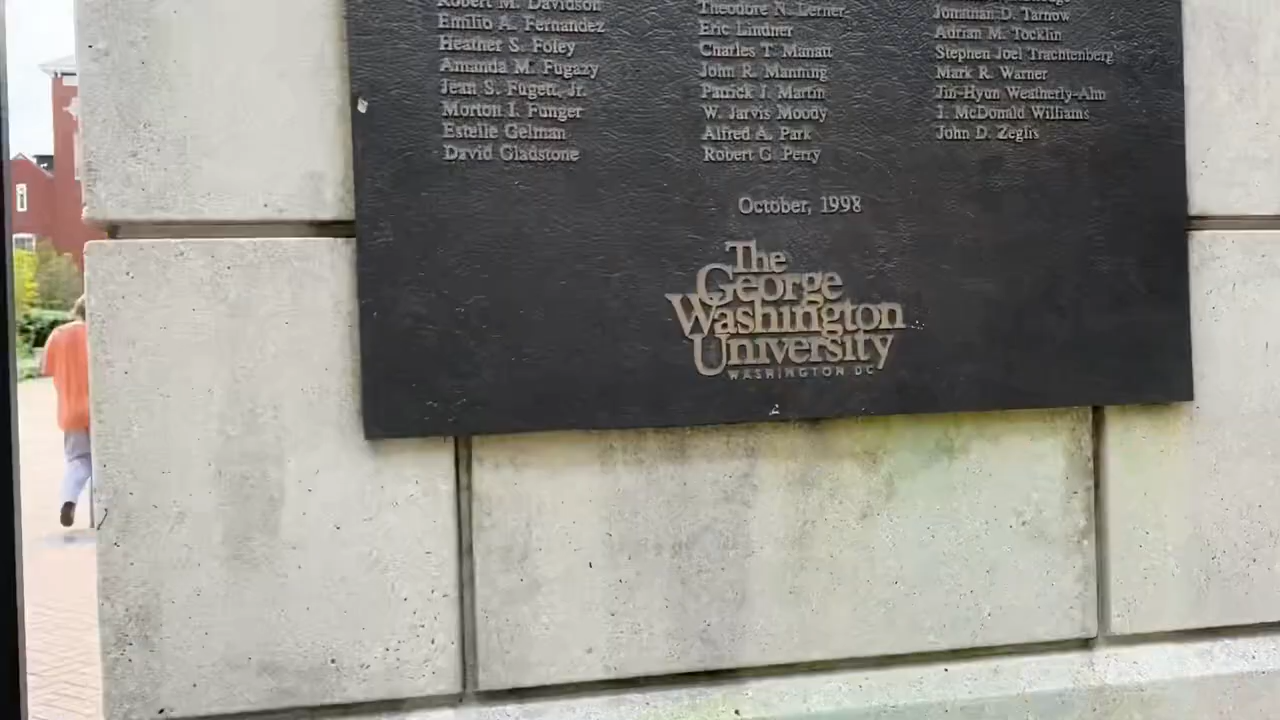 Robert M. Davidson
Emilio A. Fernandez
Heather S. Foley
Amanda M. Fugazy
Jean S. Fugett, Jr.
Morton I. Funger
Estelle Gelman
David Gladstone
Theodore N. Lerner
Eric Lindner
Charles T. Manatt
John R. Manning
Patrick J. Martin
W. Jarvis Moody
Alfred A. Park
Robert G. Perry
Jonathan D. Tarnow
Adrian M. Tocklin
Stephen Joel Trachtenberg
Mark R. Warner
Jin-Hyun Weatherly-Ahn
J. McDonald Williams
John D. Zeglis
October, 1998
The
George
Washington
University
WASHINGTON DC